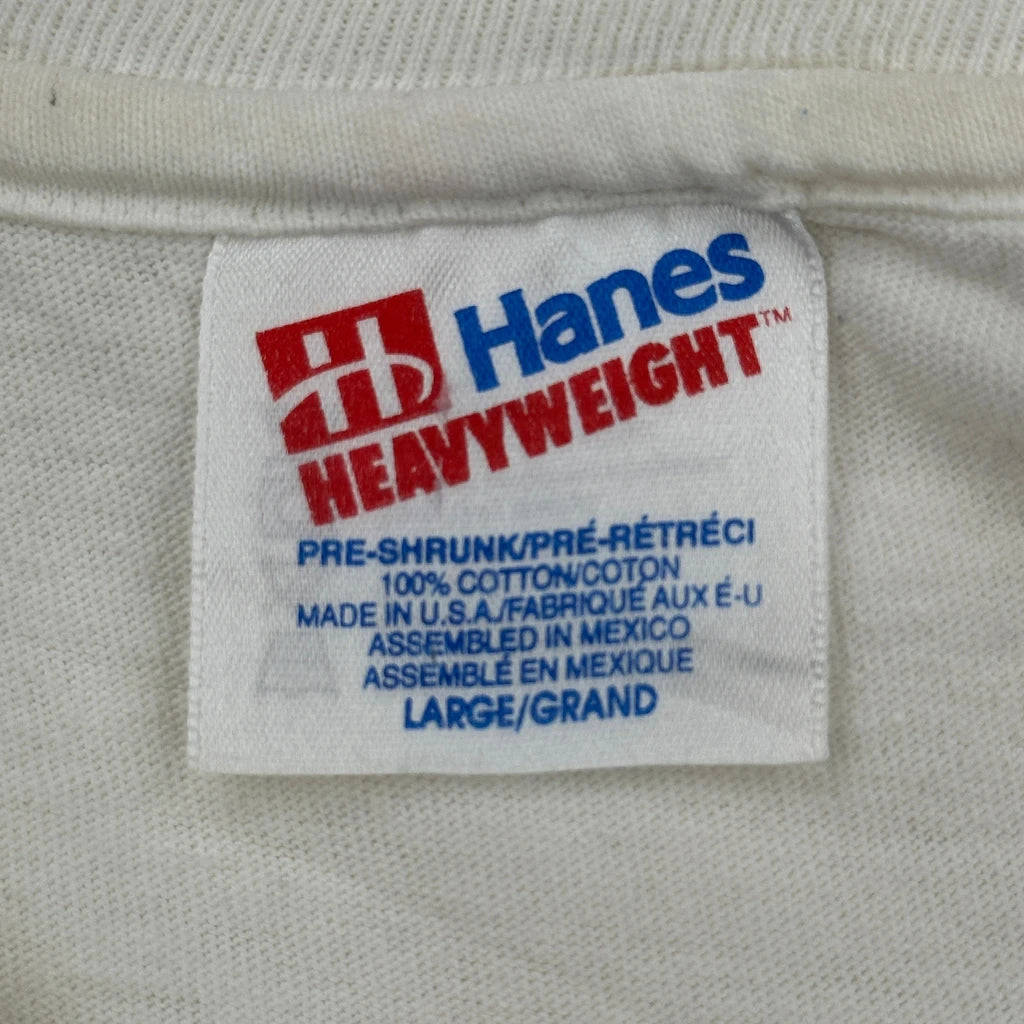 Hanes
HEAVYWEIGHT™
PRE-SHRUNK/PRÉ-RÉTRÉCI
100% COTTON/COTON
MADE IN U.S.A./FABRIQUÉ AUX É-U
ASSEMBLED IN MEXICO
ASSEMBLÉ EN MEXIQUE
LARGE/GRAND